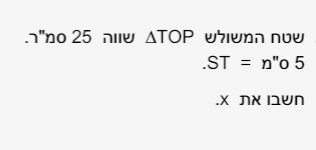 שטח המשולש ΔTOP שווה 25 סמ"ר.
5 ס"מ = ST.
חשבו את x.